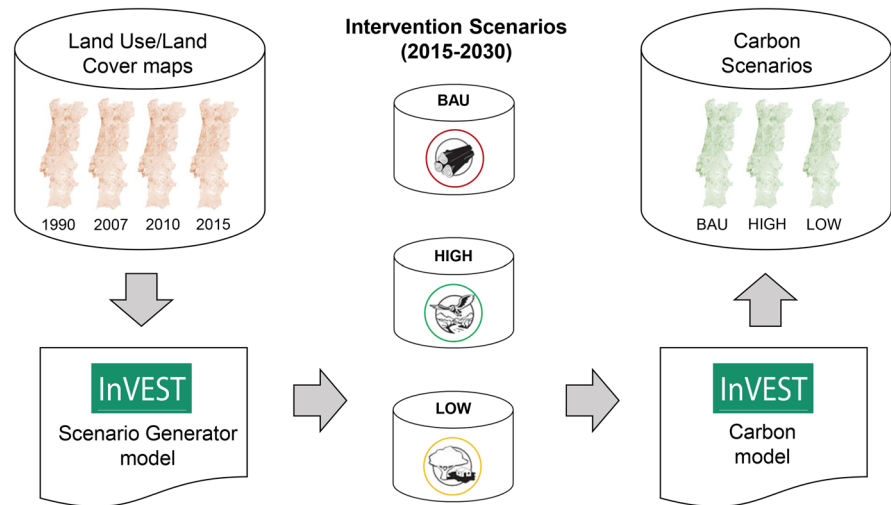 Land Use/Land
Cover maps
1990 2007 2010 2015
InVEST
Scenario Generator
model
Intervention Scenarios
(2015-2030)
BAU
HIGH
LOW
Carbon
Scenarios
BAU HIGH LOW
InVEST
Carbon
model